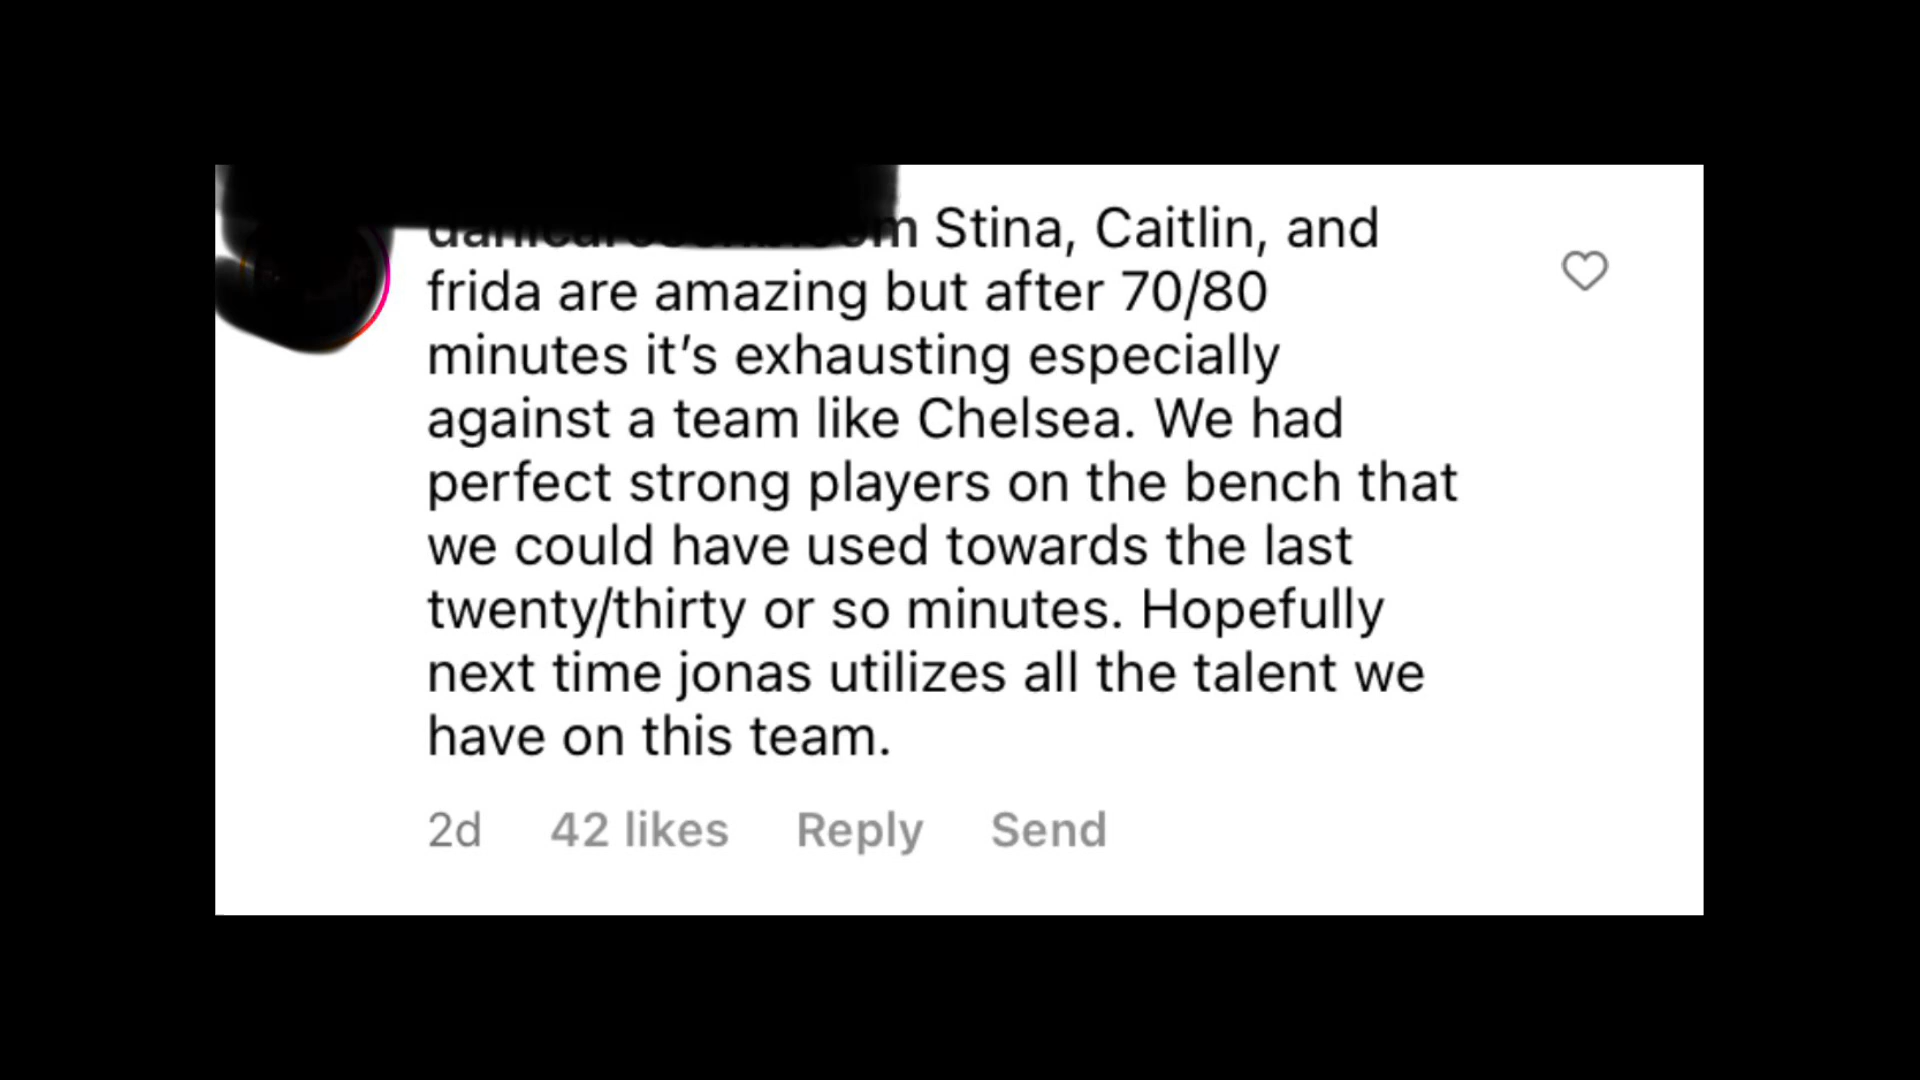 Stina, Caitlin, and
frida are amazing but after 70/80
minutes it’s exhausting especially
against a team like Chelsea. We had
perfect strong players on the bench that
we could have used towards the last
twenty/thirty or so minutes. Hopefully
next time jonas utilizes all the talent we
have on this team.
2d 42 likes Reply Send